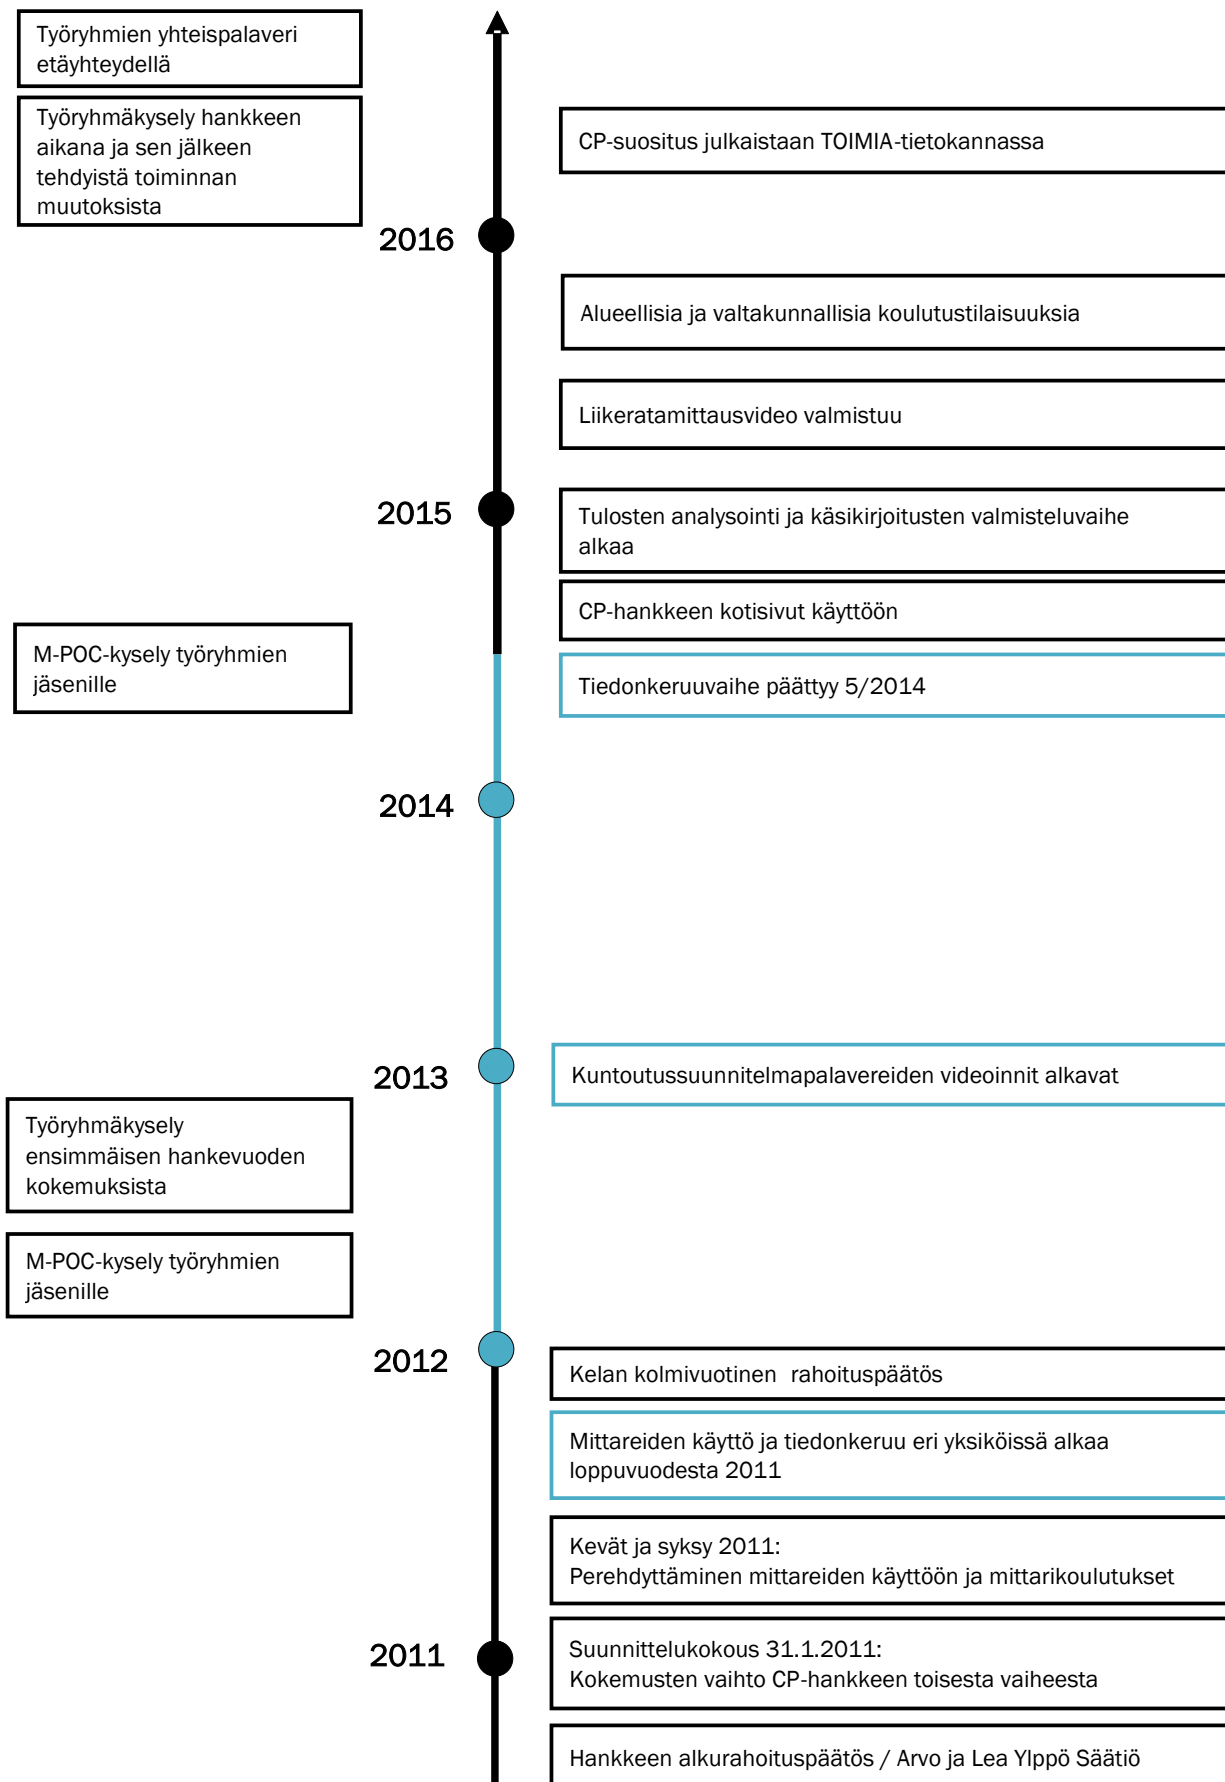 Työryhmien yhteispalaveri
etäyhteydellä
Työryhmäkysely hankkeen
aikana ja sen jälkeen
tehdyistä toiminnan
muutoksista
CP-suositus julkaistaan TOIMIA-tietokannassa
2016
Alueellisia ja valtakunnallisia koulutustilaisuuksia
Liikeratamittausvideo valmistuu
2015
Tulosten analysointi ja käsikirjoitusten valmisteluvaihe
alkaa
CP-hankkeen kotisivut käyttöön
M-POC-kysely työryhmien
jäsenille
Tiedonkeruuvaihe päättyy 5/2014
2014
2013
Kuntoutussuunnitelmapalavereiden videoinnit alkavat
Työryhmäkysely
ensimmäisen hankevuoden
kokemuksista
M-POC-kysely työryhmien
jäsenille
2012
Kelan kolmivuotinen  rahoituspäätös
Mittareiden käyttö ja tiedonkeruu eri yksiköissä alkaa
loppuvuodesta 2011
Kevät ja syksy 2011:
Perehdyttäminen mittareiden käyttöön ja mittarikoulutukset
2011
Suunnittelukokous 31.1.2011:
Kokemusten vaihto CP-hankkeen toisesta vaiheesta
Hankkeen alkurahoituspäätös / Arvo ja Lea Ylppö Säätiö